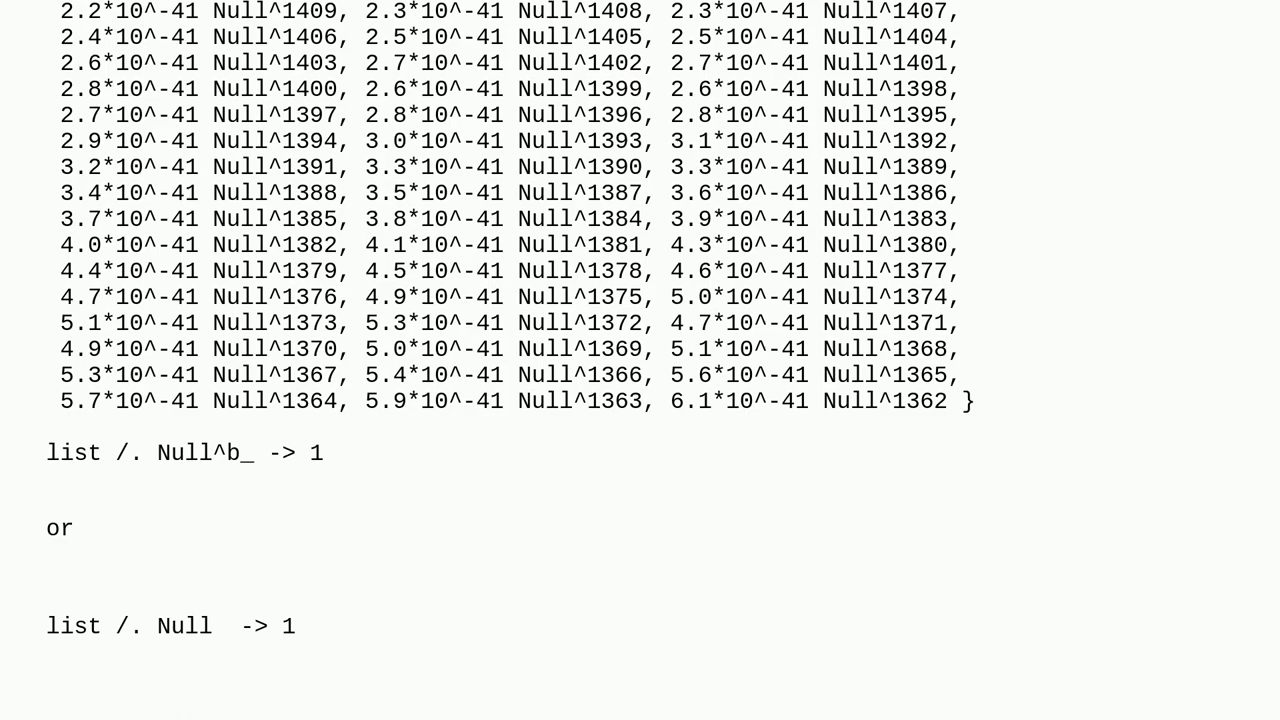 2.2*10^-41 Null^1409, 2.3*10^-41 Null^1408, 2.3*10^-41 Null^1407,
2.4*10^-41 Null^1406, 2.5*10^-41 Null^1405, 2.5*10^-41 Null^1404,
2.6*10^-41 Null^1403, 2.7*10^-41 Null^1402, 2.7*10^-41 Null^1401,
2.8*10^-41 Null^1400, 2.6*10^-41 Null^1399, 2.6*10^-41 Null^1398,
2.7*10^-41 Null^1397, 2.8*10^-41 Null^1396, 2.8*10^-41 Null^1395,
2.9*10^-41 Null^1394, 3.0*10^-41 Null^1393, 3.1*10^-41 Null^1392,
3.2*10^-41 Null^1391, 3.3*10^-41 Null^1390, 3.3*10^-41 Null^1389,
3.4*10^-41 Null^1388, 3.5*10^-41 Null^1387, 3.6*10^-41 Null^1386,
3.7*10^-41 Null^1385, 3.8*10^-41 Null^1384, 3.9*10^-41 Null^1383,
4.0*10^-41 Null^1382, 4.1*10^-41 Null^1381, 4.3*10^-41 Null^1380,
4.4*10^-41 Null^1379, 4.5*10^-41 Null^1378, 4.6*10^-41 Null^1377,
4.7*10^-41 Null^1376, 4.9*10^-41 Null^1375, 5.0*10^-41 Null^1374,
5.1*10^-41 Null^1373, 5.3*10^-41 Null^1372, 4.7*10^-41 Null^1371,
4.9*10^-41 Null^1370, 5.0*10^-41 Null^1369, 5.1*10^-41 Null^1368,
5.3*10^-41 Null^1367, 5.4*10^-41 Null^1366, 5.6*10^-41 Null^1365,
5.7*10^-41 Null^1364, 5.9*10^-41 Null^1363, 6.1*10^-41 Null^1362 }
list /. Null^b_ -> 1
or
list /. Null  -> 1